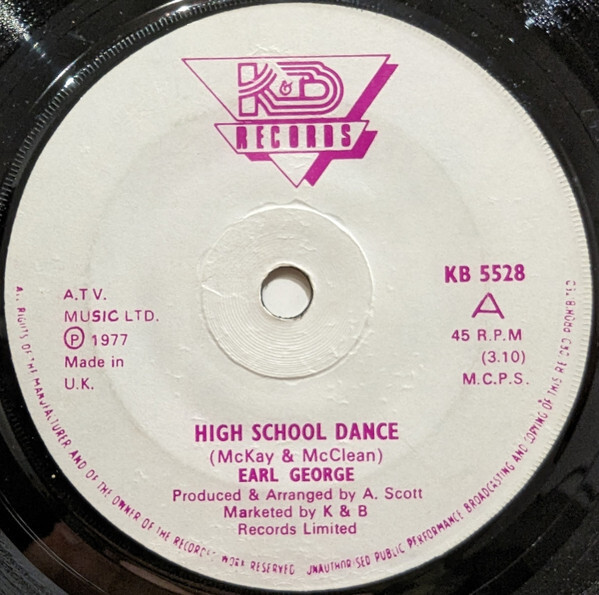 K&B
RECORDS
KB 5528
A
45 R.P.M
(3.10)
M.C.P.S.
A.T.V.
MUSIC LTD.
Ⓟ 1977
Made in
U.K.
HIGH SCHOOL DANCE
(McKay & McClean)
EARL GEORGE
Produced & Arranged by A. Scott
Marketed by K & B
Records Limited
ALL RIGHTS OF THE MANUFACTURER AND OF THE OWNER OF THE RECORDED WORK RESERVED UNAUTHORISED PUBLIC PERFORMANCE BROADCASTING AND COPYING OF THIS RECORD PROHIBITED